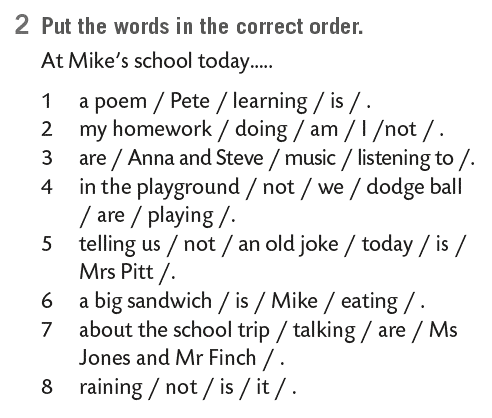 2 Put the words in the correct order.
At Mike's school today.....
1 a poem / Pete / learning / is / .
2 my homework / doing / am / I /not / .
3 are / Anna and Steve / music / listening to /.
4 in the playground / not / we / dodge ball
/ are / playing /.
5 telling us / not / an old joke / today / is /
Mrs Pitt /.
6 a big sandwich / is / Mike / eating / .
7 about the school trip / talking / are / Ms
Jones and Mr Finch / .
8 raining / not / is / it / .